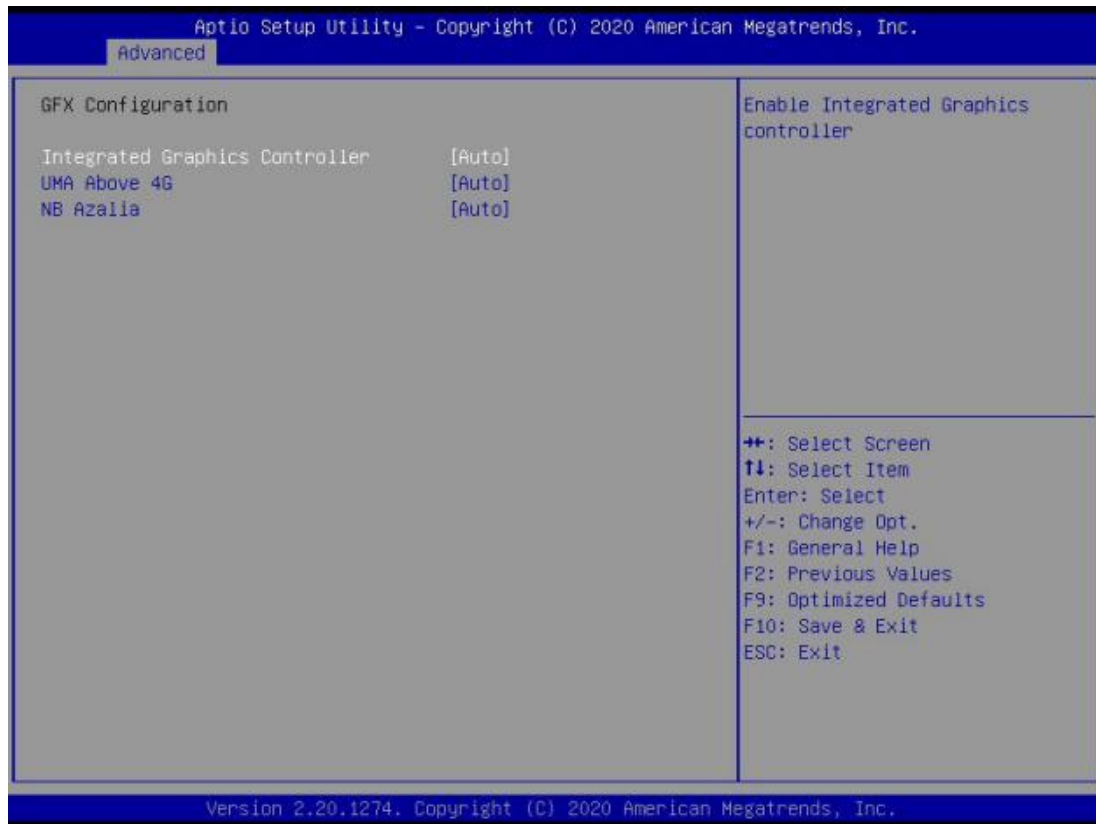 Aptio Setup Utility – Copyright (C) 2020 American Megatrends, Inc.
Advanced
GFX Configuration
Integrated Graphics Controller [Auto]
UMA Above 4G [Auto]
NB Azalia [Auto]
Enable Integrated Graphics
controller
→←: Select Screen
↑↓: Select Item
Enter: Select
+/-: Change Opt.
F1: General Help
F2: Previous Values
F9: Optimized Defaults
F10: Save & Exit
ESC: Exit
Version 2.20.1274. Copyright (C) 2020 American Megatrends, Inc.